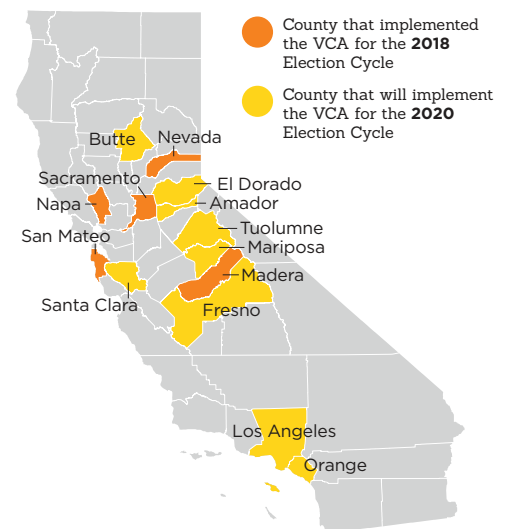 County that implemented
the VCA for the 2018
Election Cycle
County that will implement
the VCA for the 2020
Election Cycle
Butte
Nevada
Sacramento
El Dorado
Napa
Amador
Tuolumne
San Mateo
Mariposa
Madera
Santa Clara
Fresno
Los Angeles
Orange